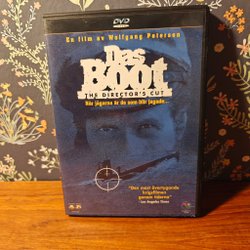 DVD
En film av Wolfgang Petersen
Das
Boot
THE DIRECTOR'S CUT
När jägarna är de som blir jagade...
"Den mest övertygande
krigsfilmen
genom tiderna"
- Los Angeles Times